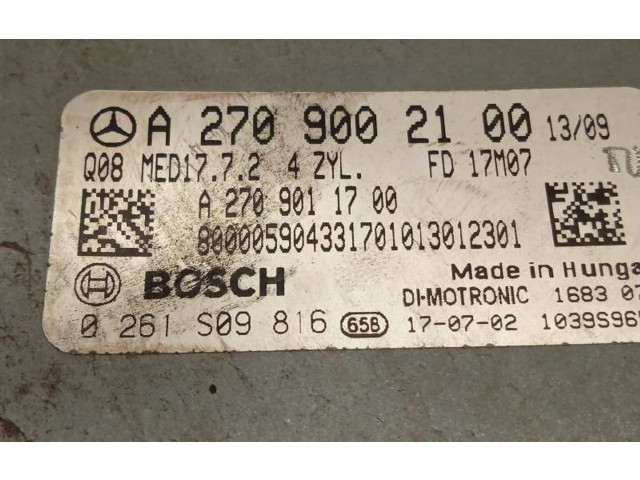 A 270 900 21 00 13/09
Q08 MED17.7.2 4 ZYL. FD 17M07
A 270 901 17 00
800005904331701013012301
BOSCH Made in Hunga
DI-MOTRONIC 1683 07
0 261 S09 816 65B 17-07-02 1039S96